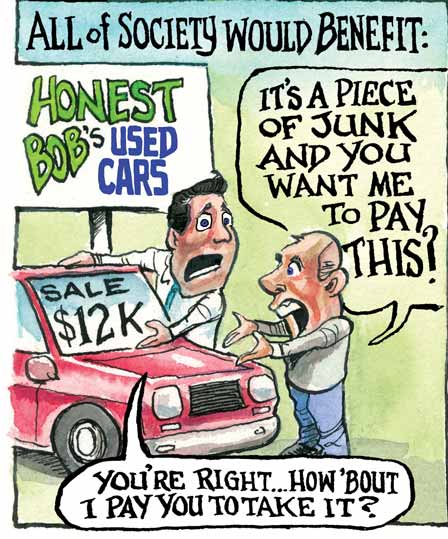 ALL of SOCIETY WOULD BENEFIT:
HONEST
BOB'S USED
CARS
IT'S A PIECE
OF JUNK
AND YOU
WANT ME
TO PAY
THIS?
SALE
$12K
YOU'RE RIGHT...HOW 'BOUT
I PAY YOU TO TAKE IT?